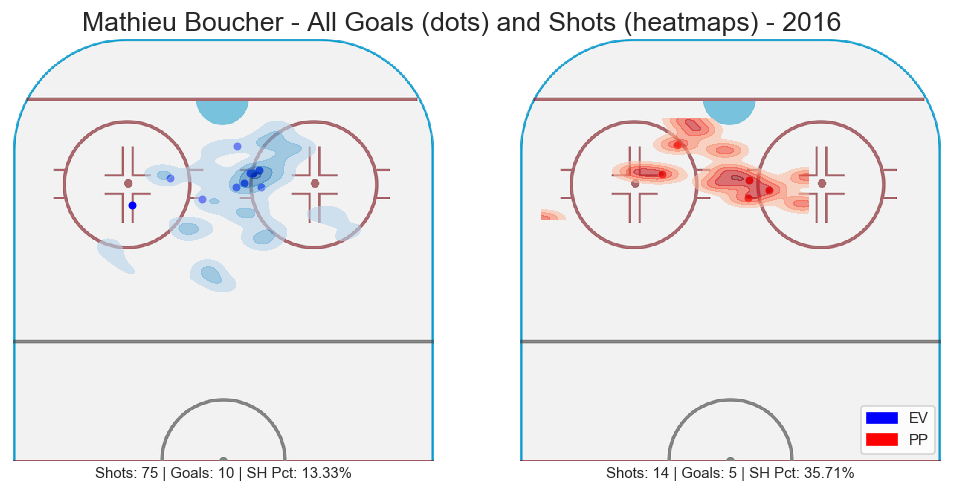 Mathieu Boucher - All Goals (dots) and Shots (heatmaps) - 2016
EV
PP
Shots: 75 | Goals: 10 | SH Pct: 13.33%
Shots: 14 | Goals: 5 | SH Pct: 35.71%